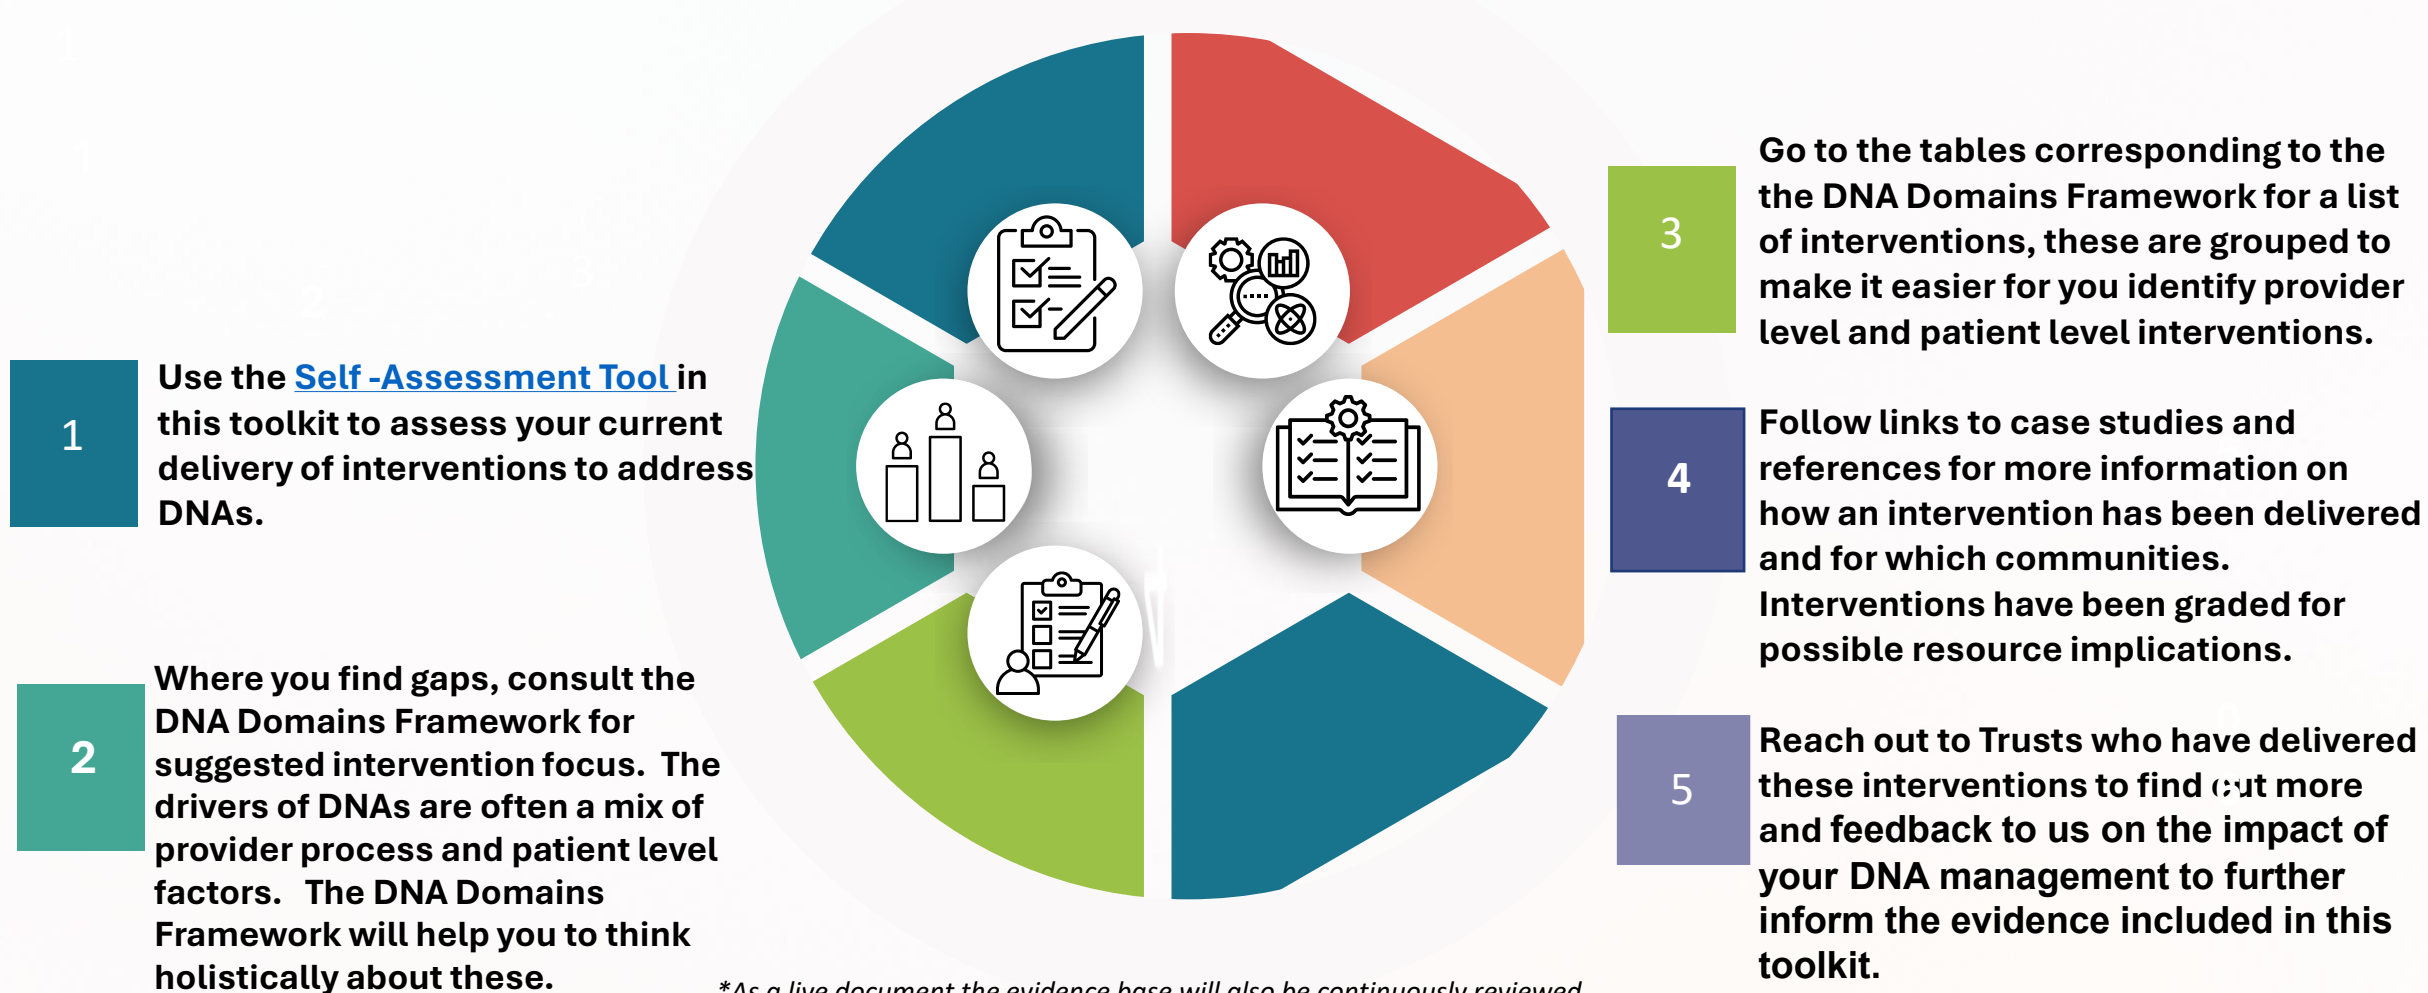 1
Use the Self -Assessment Tool in
this toolkit to assess your current
delivery of interventions to address
DNAs.
2
Where you find gaps, consult the
DNA Domains Framework for
suggested intervention focus.  The
drivers of DNAs are often a mix of
provider process and patient level
factors.   The DNA Domains
Framework will help you to think
holistically about these.
3
Go to the tables corresponding to the
the DNA Domains Framework for a list
of interventions, these are grouped to
make it easier for you identify provider
level and patient level interventions.
4
Follow links to case studies and
references for more information on
how an intervention has been delivered
and for which communities.
Interventions have been graded for
possible resource implications.
5
Reach out to Trusts who have delivered
these interventions to find out more
and feedback to us on the impact of
your DNA management to further
inform the evidence included in this
toolkit.
*As a live document the evidence base will also be continuously reviewed